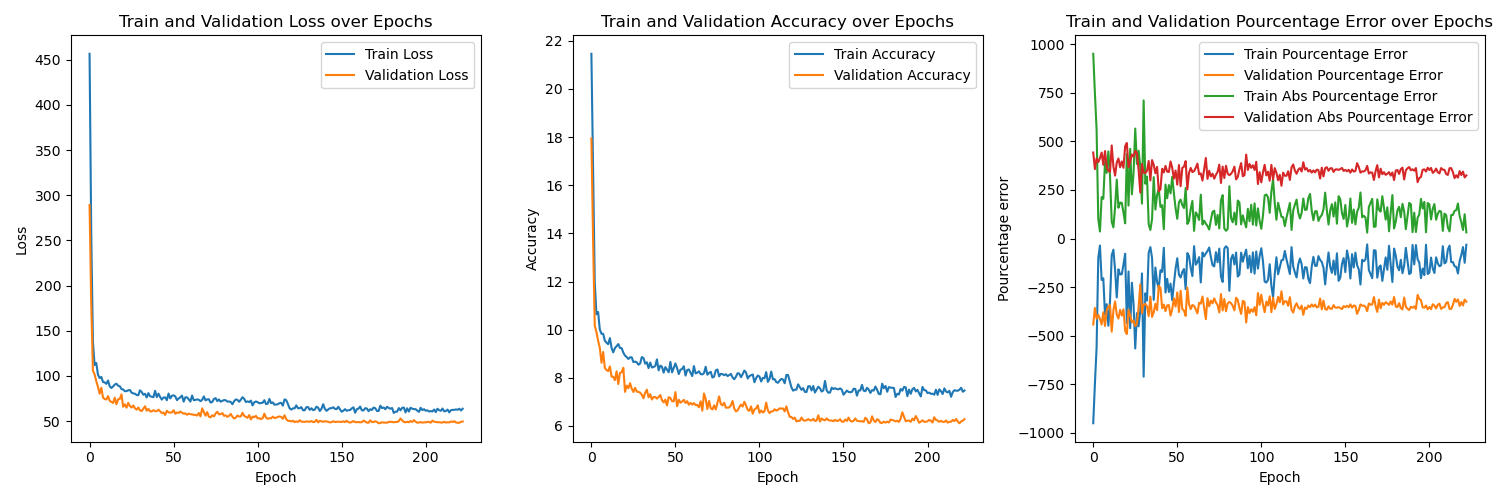 Train and Validation Loss over Epochs
Train Loss
Validation Loss
450
400
350
300
250
200
150
100
50
Loss
0
50
100
150
200
Epoch
Train and Validation Accuracy over Epochs
Train Accuracy
Validation Accuracy
22
20
18
16
14
12
10
8
6
Accuracy
0
50
100
150
200
Epoch
Train and Validation Pourcentage Error over Epochs
Train Pourcentage Error
Validation Pourcentage Error
Train Abs Pourcentage Error
Validation Abs Pourcentage Error
1000
750
500
250
0
−250
−500
−750
−1000
Pourcentage error
0
50
100
150
200
Epoch